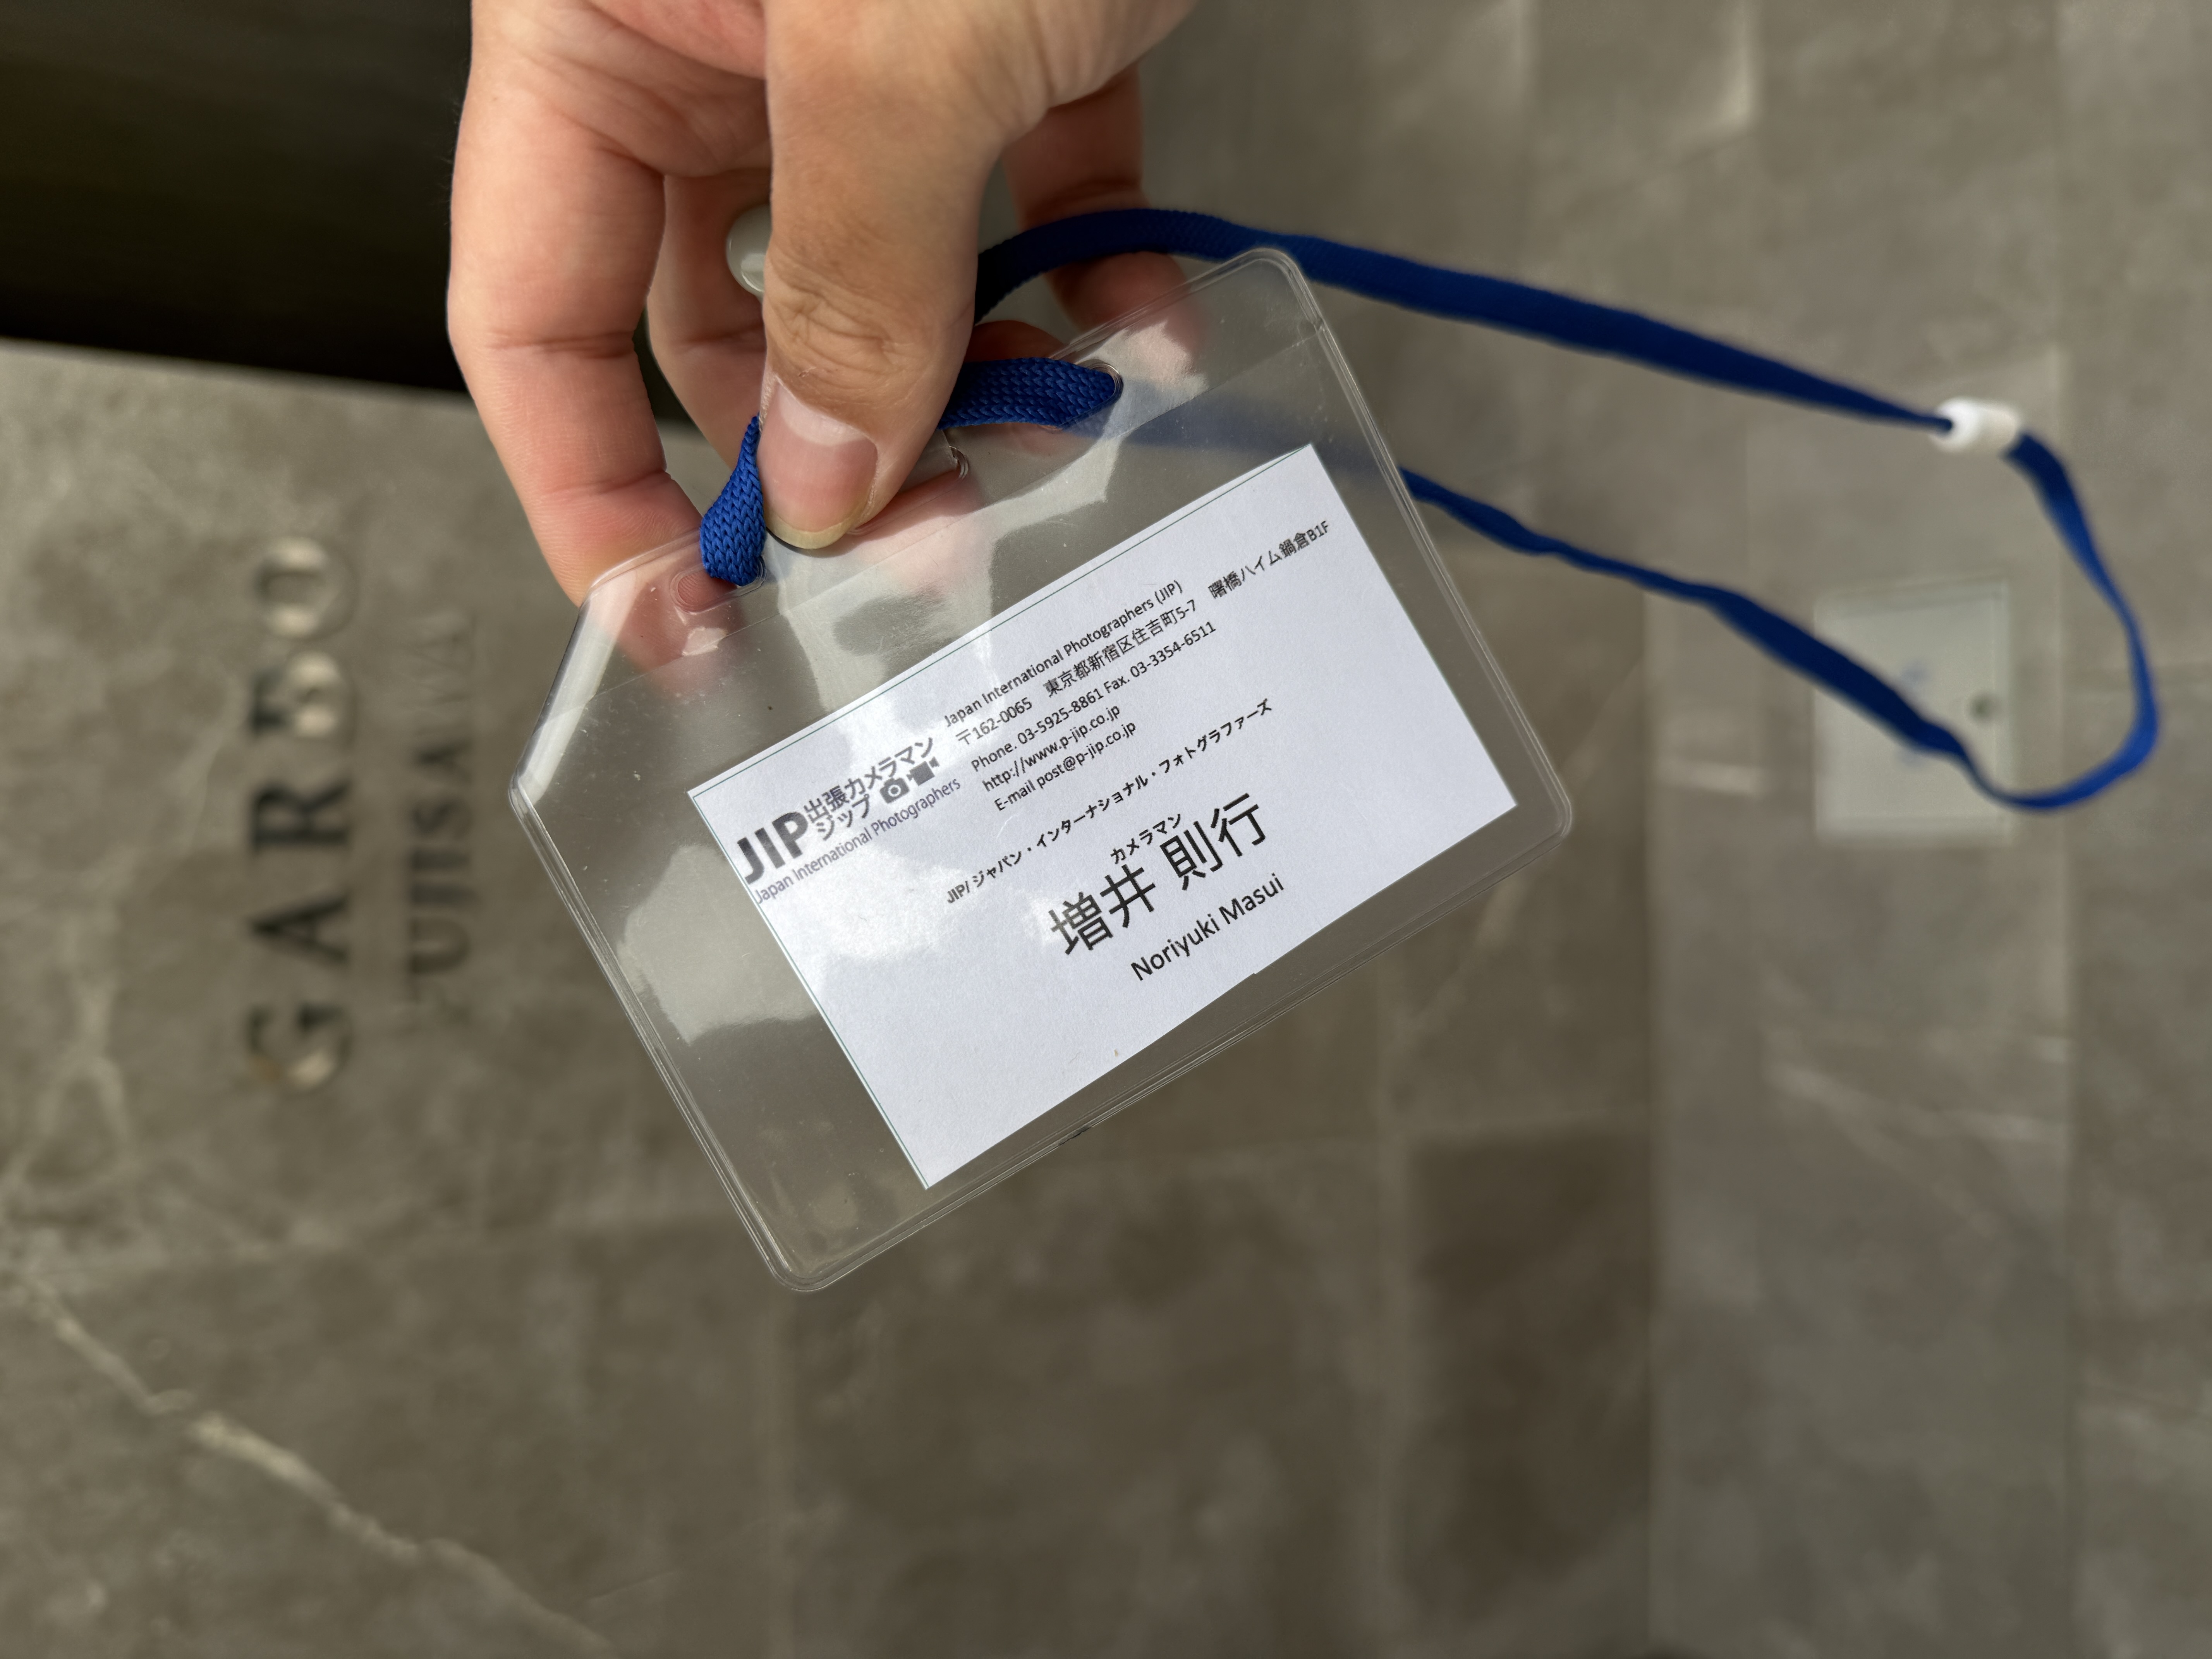 JIP出張カメラマン
ジップ
Japan International Photographers
Japan International Photographers (JIP)
〒162-0065　東京都新宿区住吉町5-7　曙橋ハイム鍋倉B1F
Phone. 03-5925-8861 Fax. 03-3354-6511
http://www.p-jip.co.jp
E-mail post@p-jip.co.jp
JIP/ ジャパン・インターナショナル・フォトグラファーズ
カメラマン
増井 則行
Noriyuki Masui
GARBO